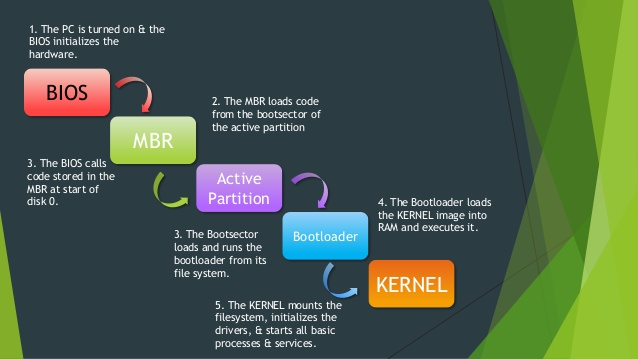 1. The PC is turned on & the
BIOS initializes the
hardware.
BIOS
2. The MBR loads code
from the bootsector of
the active partition
MBR
3. The BIOS calls
code stored in the
MBR at start of
disk 0.
Active
Partition
4. The Bootloader loads
the KERNEL image into
RAM and executes it.
3. The Bootsector
loads and runs the
bootloader from its
file system.
Bootloader
KERNEL
5. The KERNEL mounts the
filesystem, initializes the
drivers, & starts all basic
processes & services.